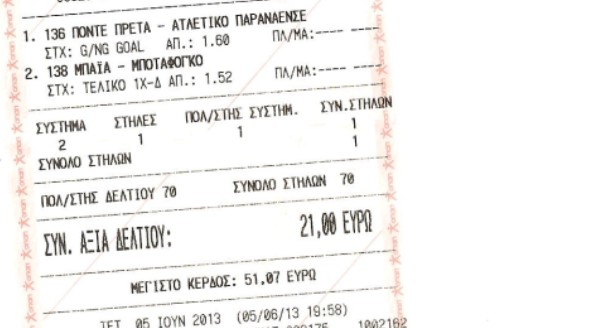 1. 136 ΠΟΝΤΕ ΠΡΕΤΑ - ΑΤΛΕΤΙΚΟ ΠΑΡΑΝΑΕΝΣΕ
ΣΤΧ: G/NG GOAL ΑΠ.: 1.60 ΠΛ/ΜΑ:---- ----
2. 138 ΜΠΑΪΑ - ΜΠΟΤΑΦΟΓΚΟ
ΣΤΧ: ΤΕΛΙΚΟ 1Χ-Δ ΑΠ.: 1.52 ΠΛ/ΜΑ:---- ----
ΣΥΣΤΗΜΑ ΣΤΗΛΕΣ ΠΟΛ/ΣΤΗΣ ΣΥΣΤΗΜ. ΣΥΝ.ΣΤΗΛΩΝ
2 1 1 1
ΣΥΝΟΛΟ ΣΤΗΛΩΝ 1
ΠΟΛ/ΣΤΗΣ ΔΕΛΤΙΟΥ 70 ΣΥΝΟΛΟ ΣΤΗΛΩΝ 70
ΣΥΝ. ΑΞΙΑ ΔΕΛΤΙΟΥ: 21,00 ΕΥΡΩ
ΜΕΓΙΣΤΟ ΚΕΡΔΟΣ: 51,07 ΕΥΡΩ
ΤΕΤ 05 ΙΟΥΝ 2013 (05/06/13 19:58)
1002162